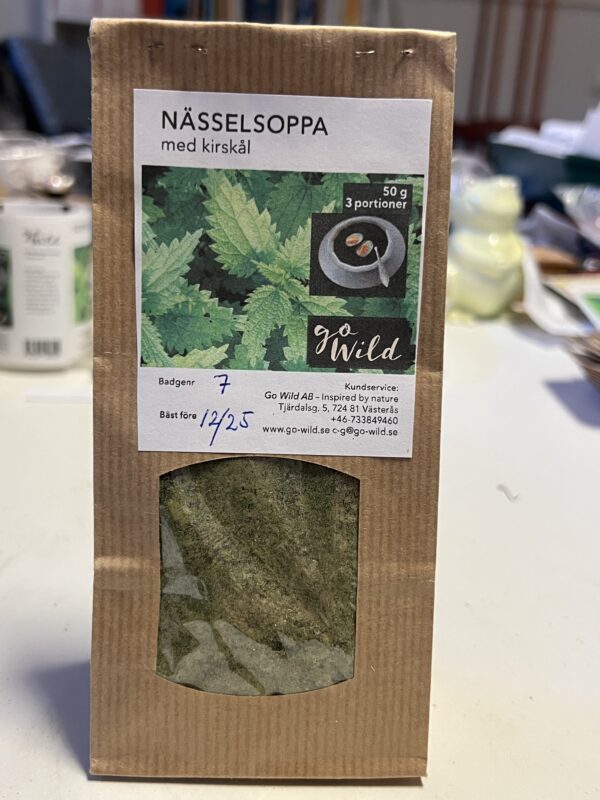 NÄSSELSOPPA
med kirskål
50 g
3 portioner
go
Wild
Badgenr 7
Bäst före 12/25
Kundservice:
Go Wild AB – Inspired by nature
Tjärdalsg. 5, 724 81 Västerås
+46-733849460
www.go-wild.se c-g@go-wild.se
Wild